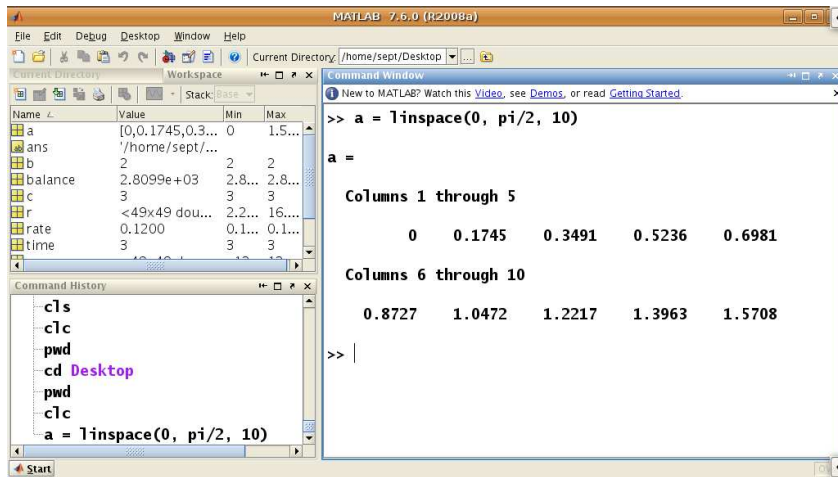 MATLAB 7.6.0 (R2008a)
File Edit Debug Desktop Window Help
Current Directory: /home/sept/Desktop ...
Current Directory Workspace
Stack: Base
Name Value Min Max
a [0,0.1745,0.3... 0 1.5...
ans '/home/sept/...
b 2 2 2
balance 2.8099e+03 2.8... 2.8...
c 3 3 3
r <49x49 dou... 2.2... 16....
rate 0.1200 0.1... 0.1...
time 3 3 3
Command History
cls
clc
pwd
cd Desktop
pwd
clc
a = linspace(0, pi/2, 10)
Command Window
New to MATLAB? Watch this Video, see Demos, or read Getting Started.
>> a = linspace(0, pi/2, 10)
a =
Columns 1 through 5
0 0.1745 0.3491 0.5236 0.6981
Columns 6 through 10
0.8727 1.0472 1.2217 1.3963 1.5708
>>
Start